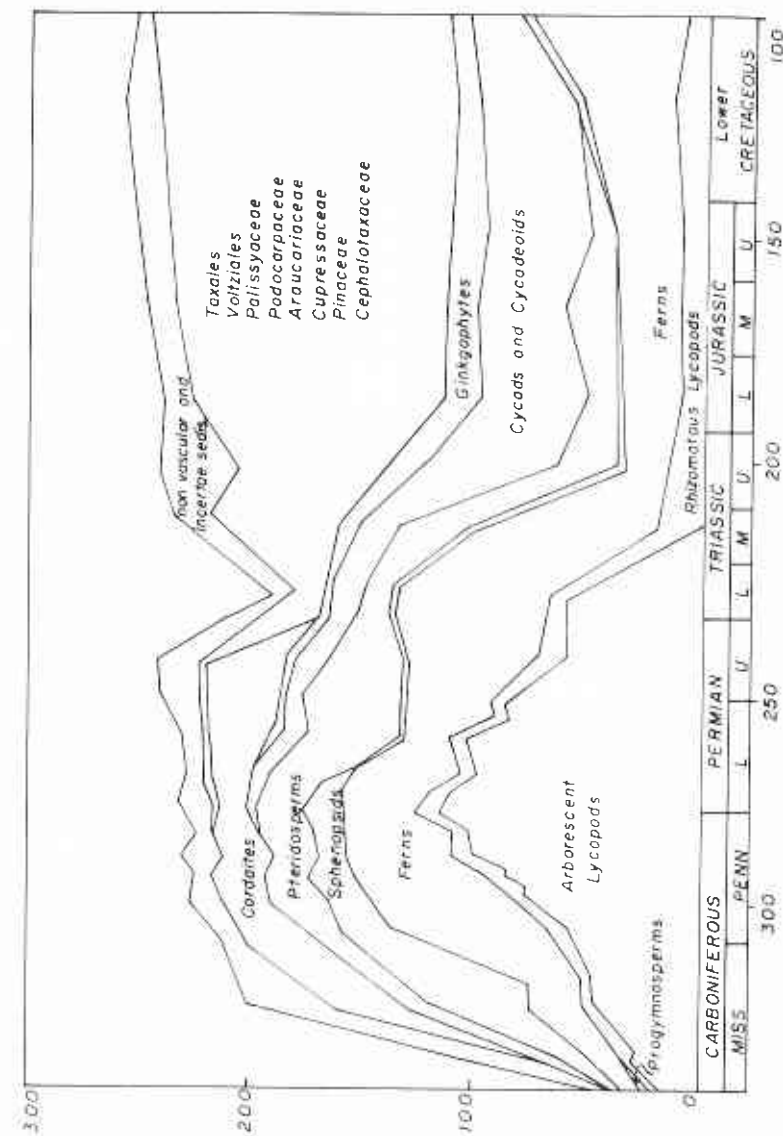 300
200
100
0
non vascular and
incertae sedis
Taxales
Voltziales
Palissyaceae
Podocarpaceae
Araucariaceae
Cupressaceae
Pinaceae
Cephalotaxaceae
Ginkgophytes
Cycads and Cycadeoids
Cordaites
Pteridosperms
Sphenopsids
Ferns
Ferns
Arborescent
Lycopods
Rhizomatous Lycopods
(progymnosperms
CARBONIFEROUS
PERMIAN
TRIASSIC
JURASSIC
Lower
CRETACEOUS
MISS
PENN
L
U
L
M
U
L
M
U
300
250
200
150
100